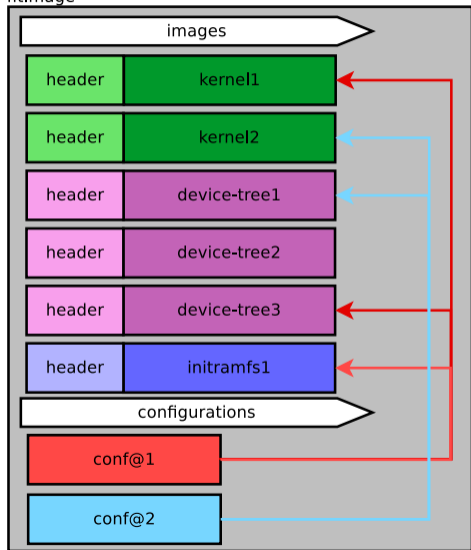 images
header kernel1
header kernel2
header device-tree1
header device-tree2
header device-tree3
header initramfs1
configurations
conf@1
conf@2